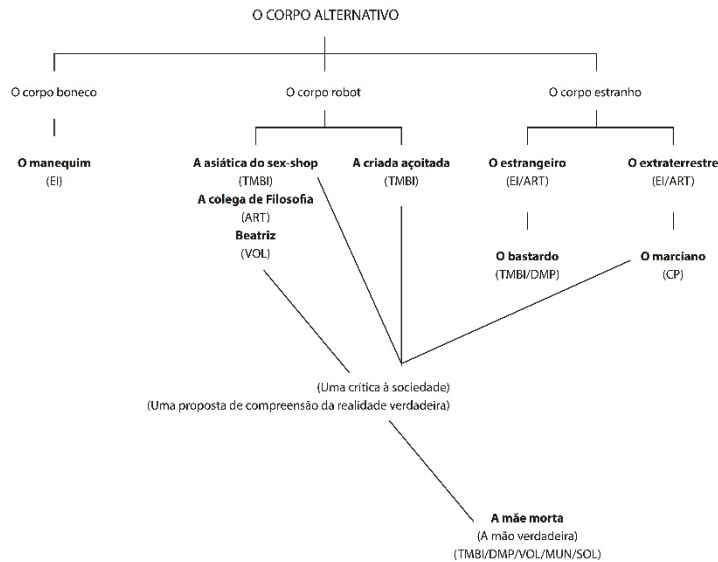 O CORPO ALTERNATIVO
O corpo boneco
O corpo robot
O corpo estranho
O manequim
(EI)
A asiática do sex-shop
(TMBI)
A colega de Filosofia
(ART)
Beatriz
(VOL)
A criada açoitada
(TMBI)
O estrangeiro
(EI/ART)
O extraterrestre
(EI/ART)
O bastardo
(TMBI/DMP)
O marciano
(CP)
(Uma crítica à sociedade)
(Uma proposta de compreensão da realidade verdadeira)
A mãe morta
(A mão verdadeira)
(TMBI/DMP/VOL/MUN/SOL)